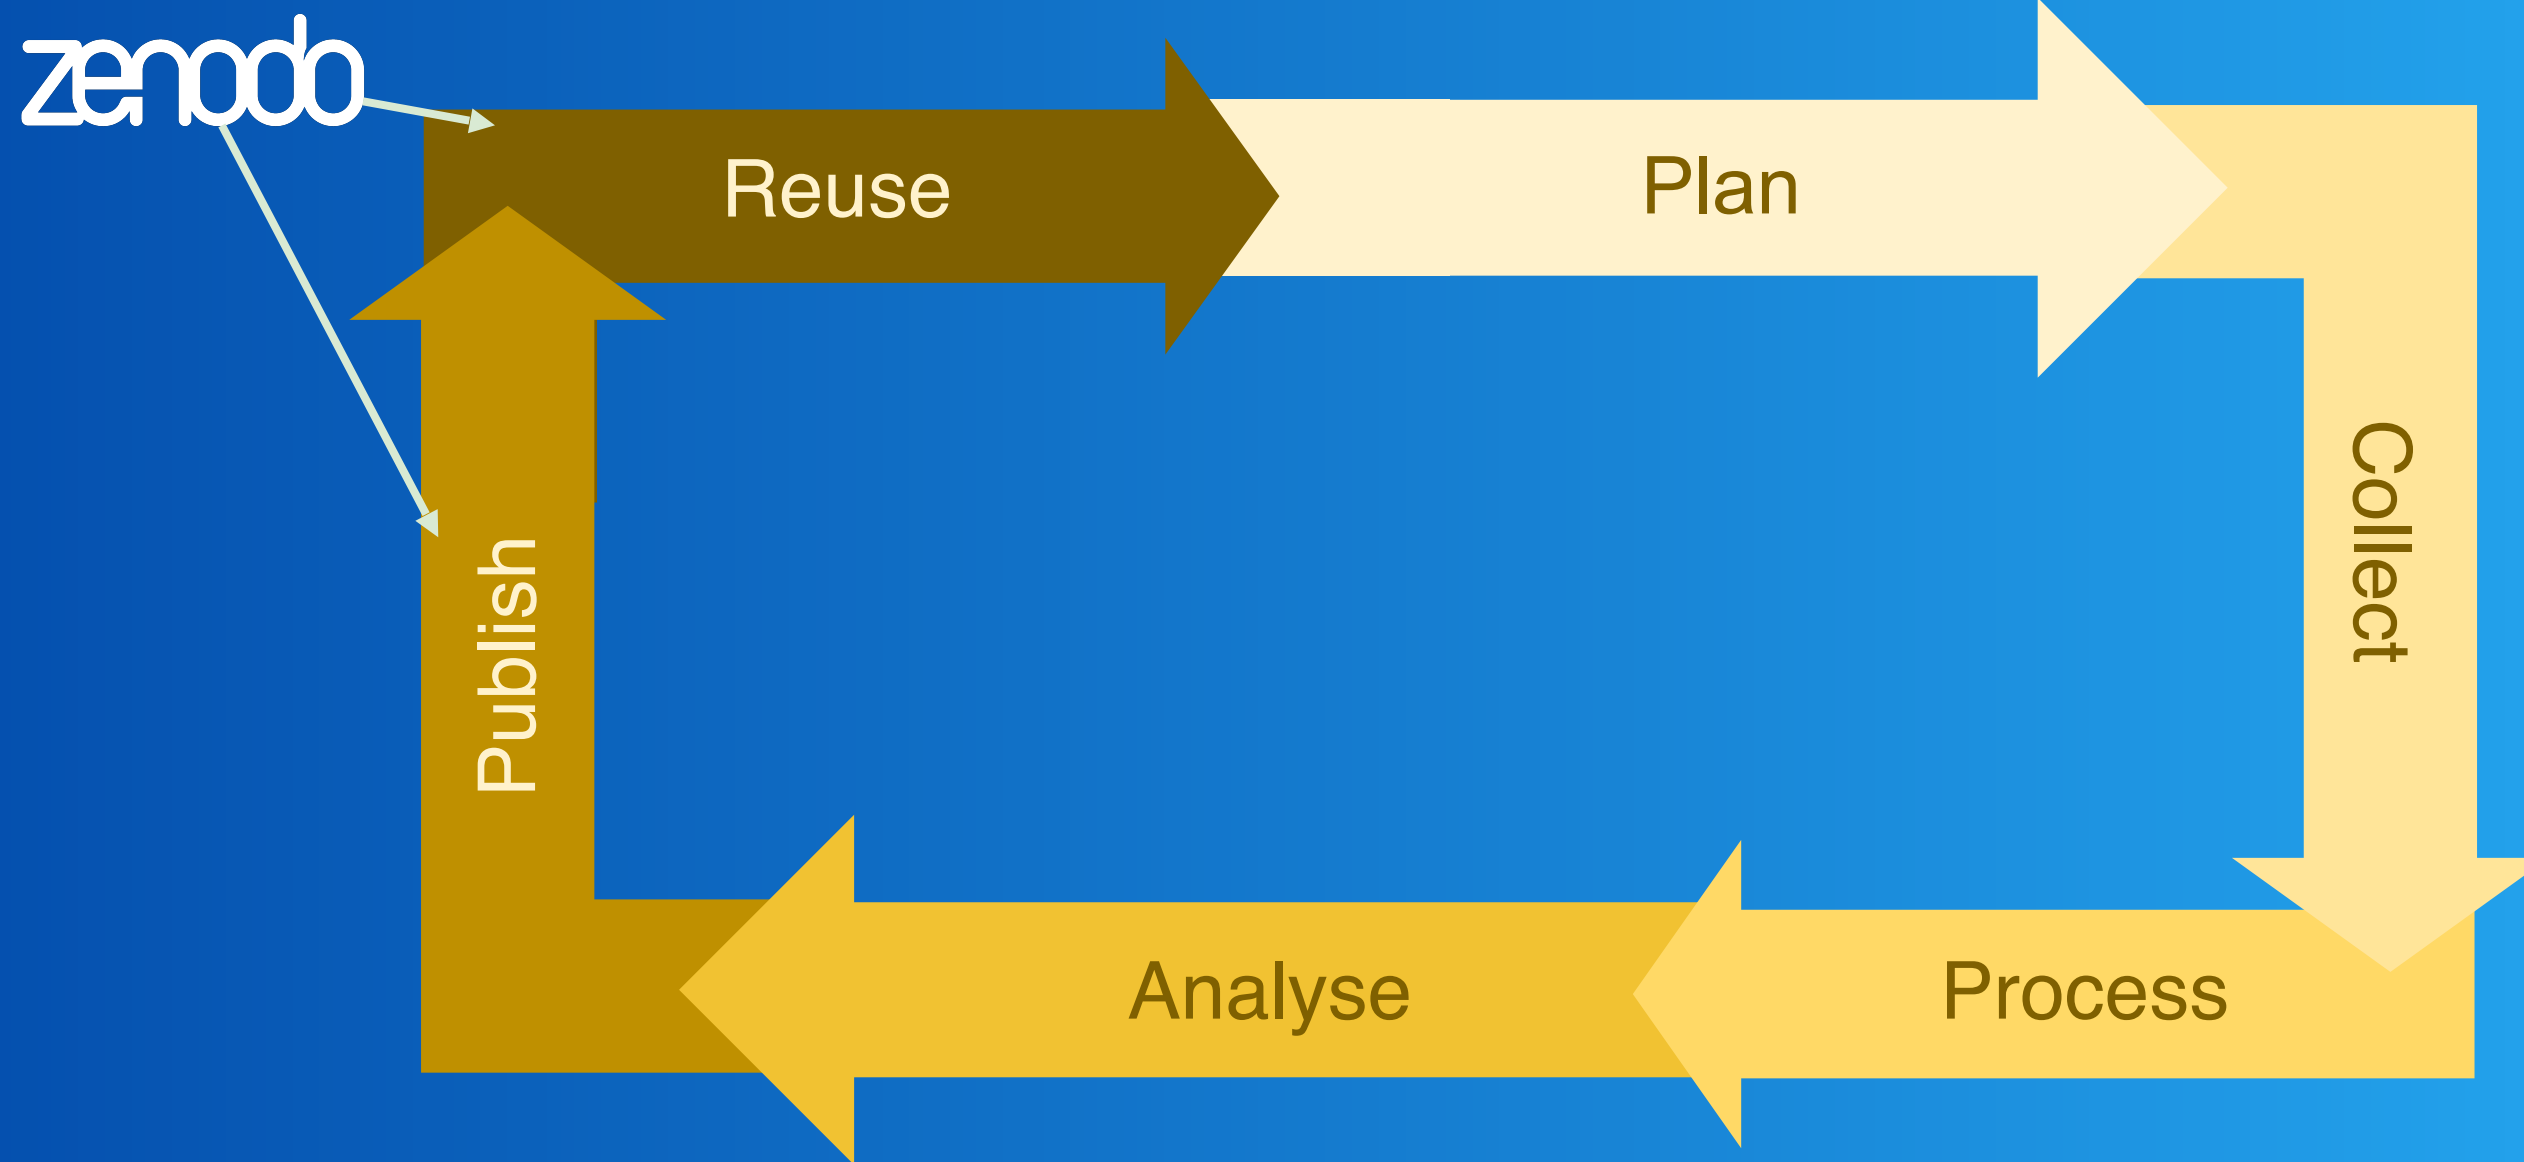 zenodo
Reuse
Plan
Collect
Process
Analyse
Publish